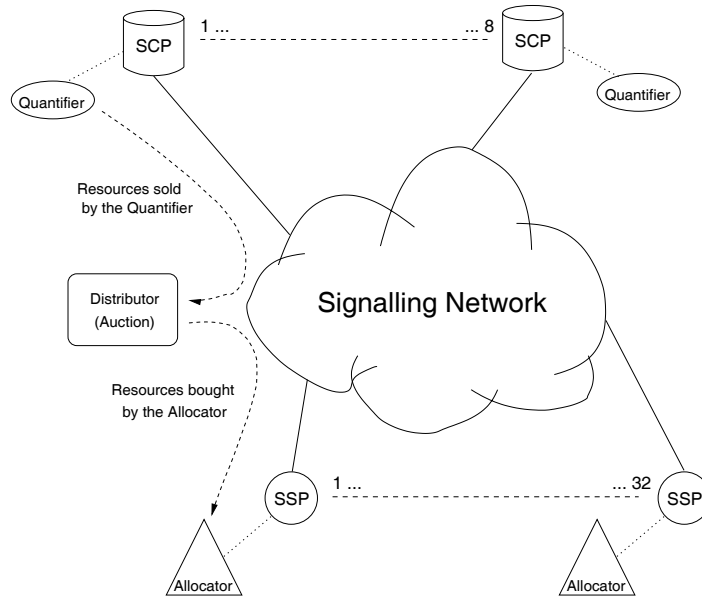 1 ...
... 8
SCP
SCP
Quantifier
Quantifier
Resources sold
by the Quantifier
Distributor
(Auction)
Signalling Network
Resources bought
by the Allocator
1 ...
... 32
SSP
SSP
Allocator
Allocator